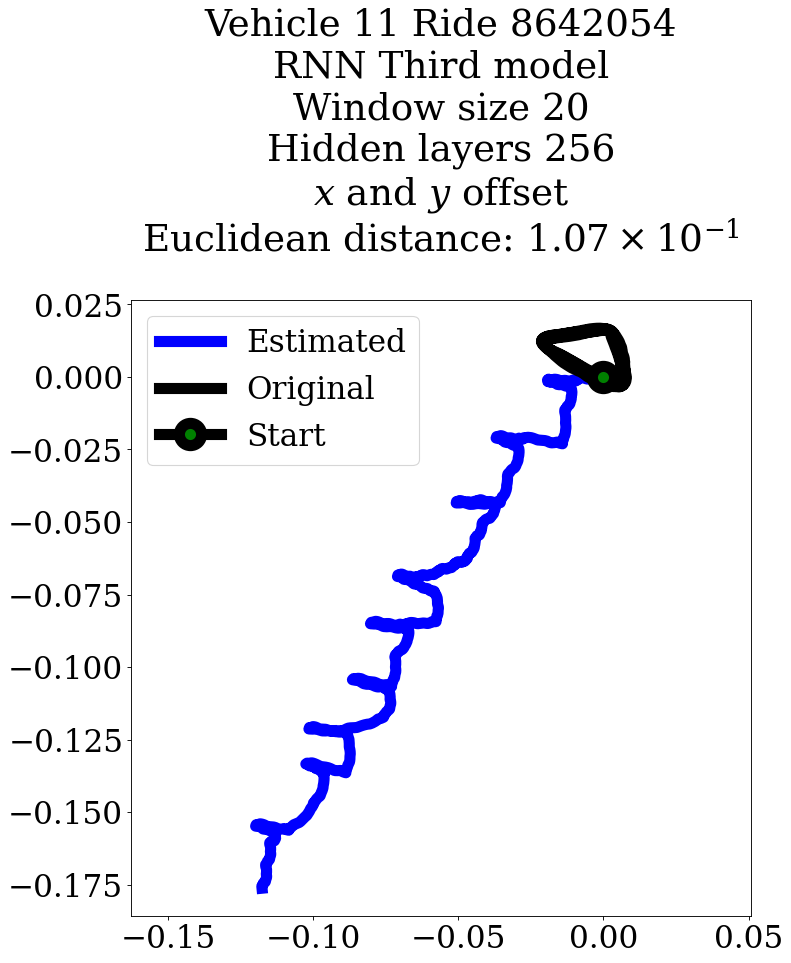 Vehicle 11 Ride 8642054
RNN Third model
Window size 20
Hidden layers 256
x and y offset
Euclidean distance: 1.07 × 10⁻¹
Estimated
Original
Start
0.025
0.000
−0.025
−0.050
−0.075
−0.100
−0.125
−0.150
−0.175
−0.15 −0.10 −0.05 0.00 0.05